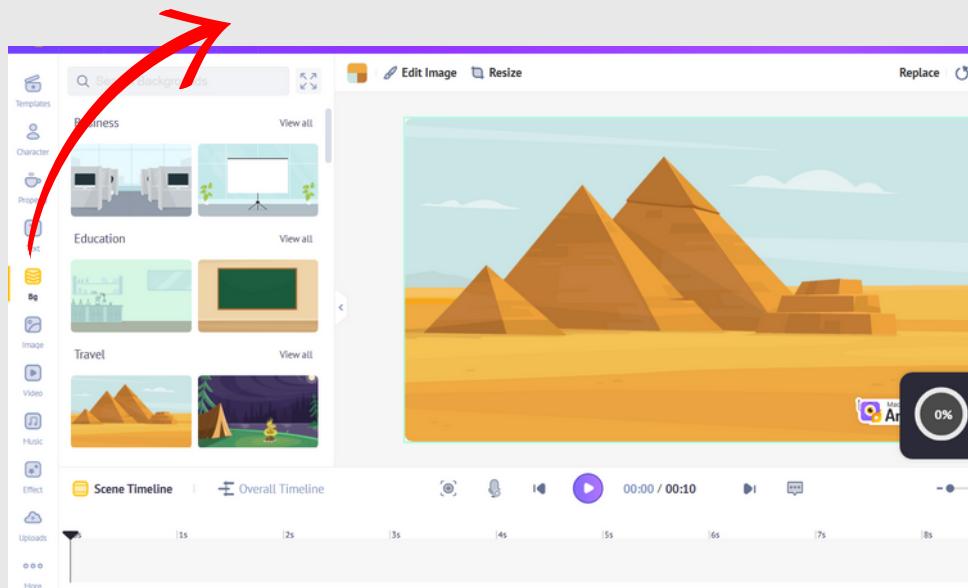 Edit Image
Resize
Replace
Templates
Character
Business
View all
Education
View all
Bg
Image
Travel
View all
Video
0%
Music
Effect
Scene Timeline
Overall Timeline
00:00 / 00:10
Uploads
1s
2s
3s
4s
5s
6s
7s
8s
More